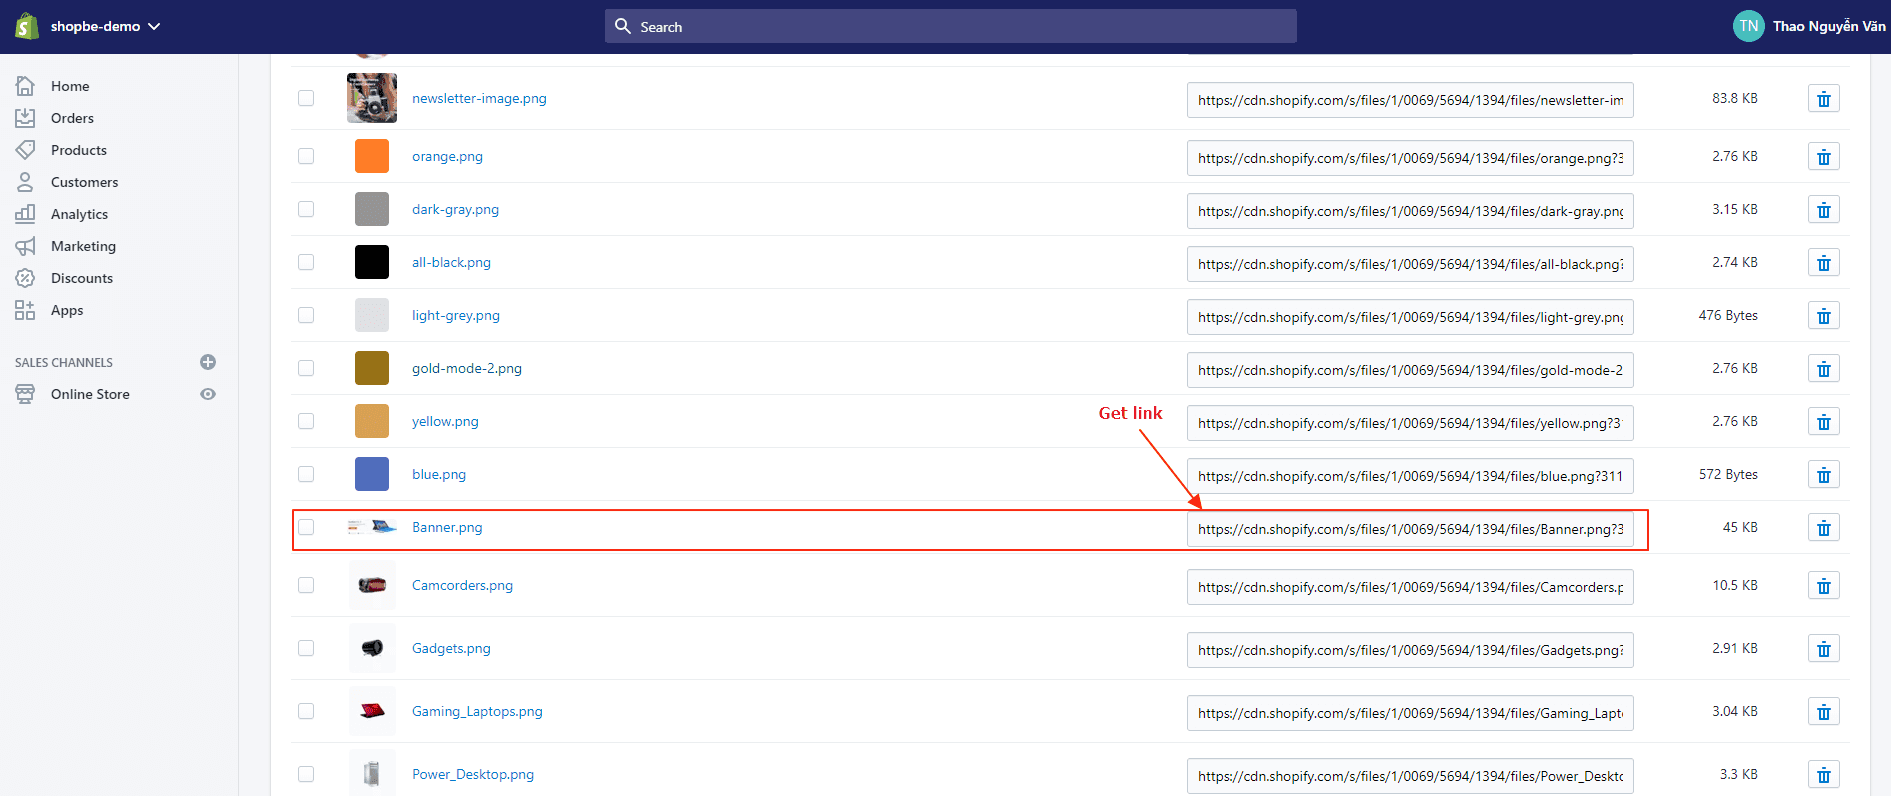 shopbe-demo
Search
TN
Thao Nguyễn Văn
Home
Orders
Products
Customers
Analytics
Marketing
Discounts
Apps
SALES CHANNELS
Online Store
newsletter-image.png https://cdn.shopify.com/s/files/1/0069/5694/1394/files/newsletter-im 83.8 KB
orange.png https://cdn.shopify.com/s/files/1/0069/5694/1394/files/orange.png?3 2.76 KB
dark-gray.png https://cdn.shopify.com/s/files/1/0069/5694/1394/files/dark-gray.png 3.15 KB
all-black.png https://cdn.shopify.com/s/files/1/0069/5694/1394/files/all-black.png? 2.74 KB
light-grey.png https://cdn.shopify.com/s/files/1/0069/5694/1394/files/light-grey.png 476 Bytes
gold-mode-2.png https://cdn.shopify.com/s/files/1/0069/5694/1394/files/gold-mode-2 2.76 KB
Get link
yellow.png https://cdn.shopify.com/s/files/1/0069/5694/1394/files/yellow.png?31 2.76 KB
blue.png https://cdn.shopify.com/s/files/1/0069/5694/1394/files/blue.png?311 572 Bytes
Banner.png https://cdn.shopify.com/s/files/1/0069/5694/1394/files/Banner.png?3 45 KB
Camcorders.png https://cdn.shopify.com/s/files/1/0069/5694/1394/files/Camcorders.p 10.5 KB
Gadgets.png https://cdn.shopify.com/s/files/1/0069/5694/1394/files/Gadgets.png? 2.91 KB
Gaming_Laptops.png https://cdn.shopify.com/s/files/1/0069/5694/1394/files/Gaming_Lapt 3.04 KB
Power_Desktop.png https://cdn.shopify.com/s/files/1/0069/5694/1394/files/Power_Deskt 3.3 KB